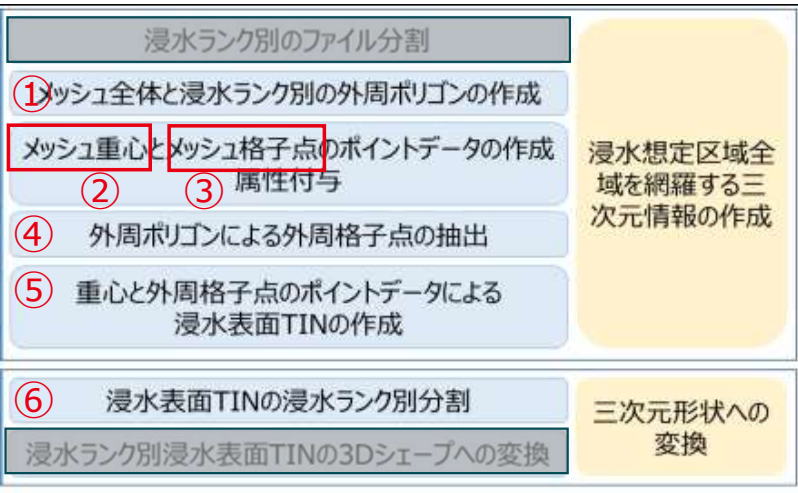 浸水ランク別のファイル分割
①メッシュ全体と浸水ランク別の外周ポリゴンの作成
メッシュ重心とメッシュ格子点のポイントデータの作成
② ③ 属性付与
④ 外周ポリゴンによる外周格子点の抽出
⑤ 重心と外周格子点のポイントデータによる
浸水表面TINの作成
浸水想定区域全
域を網羅する三
次元情報の作成
⑥ 浸水表面TINの浸水ランク別分割
浸水ランク別浸水表面TINの3Dシェープへの変換
三次元形状への
変換